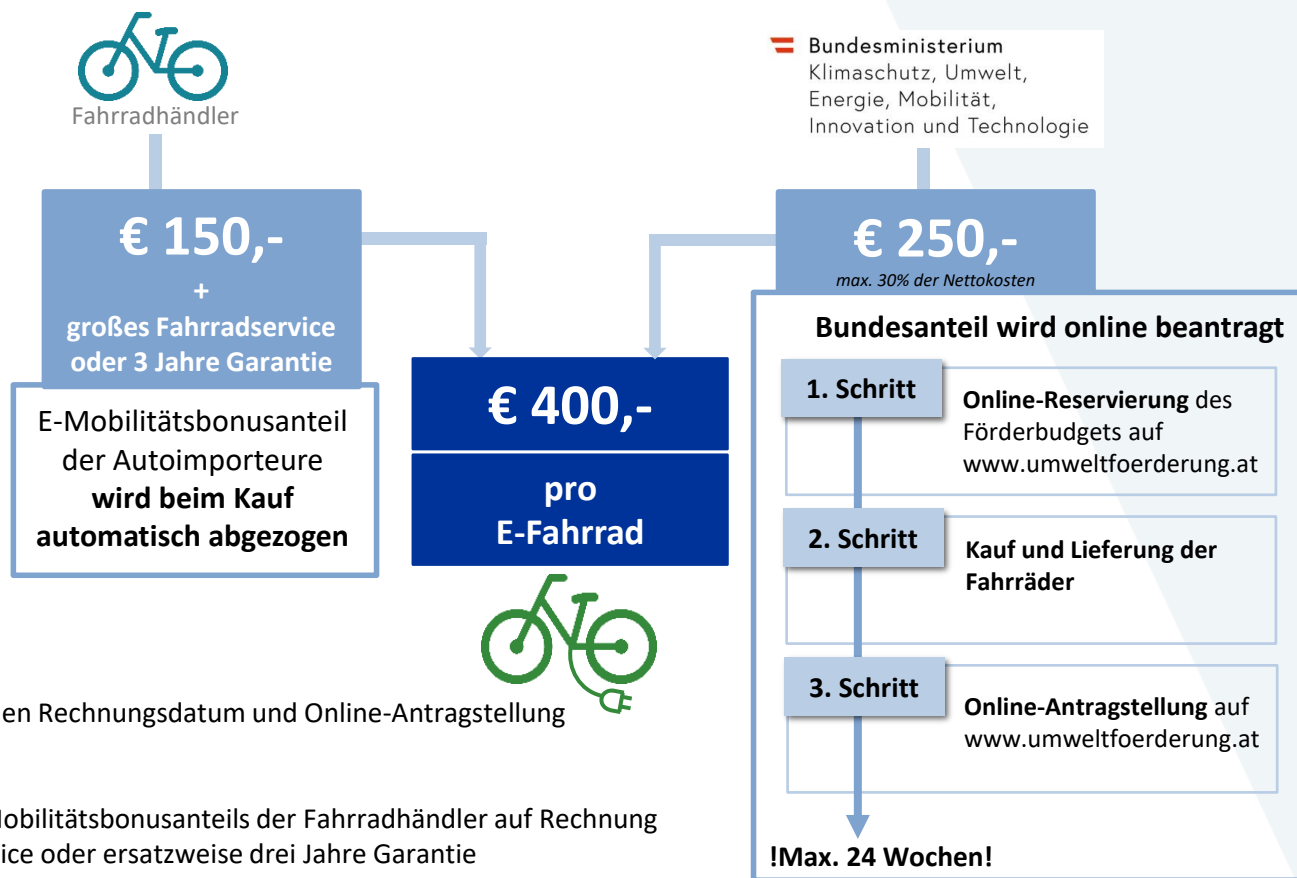 Fahrradhändler
Bundesministerium
Klimaschutz, Umwelt,
Energie, Mobilität,
Innovation und Technologie
€ 150,-
+
großes Fahrradservice
oder 3 Jahre Garantie
E-Mobilitätsbonusanteil
der Autoimporteure
wird beim Kauf
automatisch abgezogen
€ 400,-
pro
E-Fahrrad
€ 250,-
max. 30% der Nettokosten
Bundesanteil wird online beantragt
1. Schritt
Online-Reservierung des
Förderbudgets auf
www.umweltfoerderung.at
2. Schritt
Kauf und Lieferung der
Fahrräder
3. Schritt
Online-Antragstellung auf
www.umweltfoerderung.at
!Max. 24 Wochen!
en Rechnungsdatum und Online-Antragstellung
Mobilitätsbonusanteils der Fahrradhändler auf Rechnung
ice oder ersatzweise drei Jahre Garantie